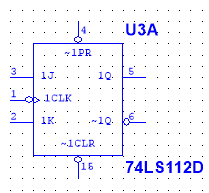 4
U3A
~1PR
3 1J 1Q 5
1 1CLK
2 1K ~1Q 6
~1CLR
15
74LS112D